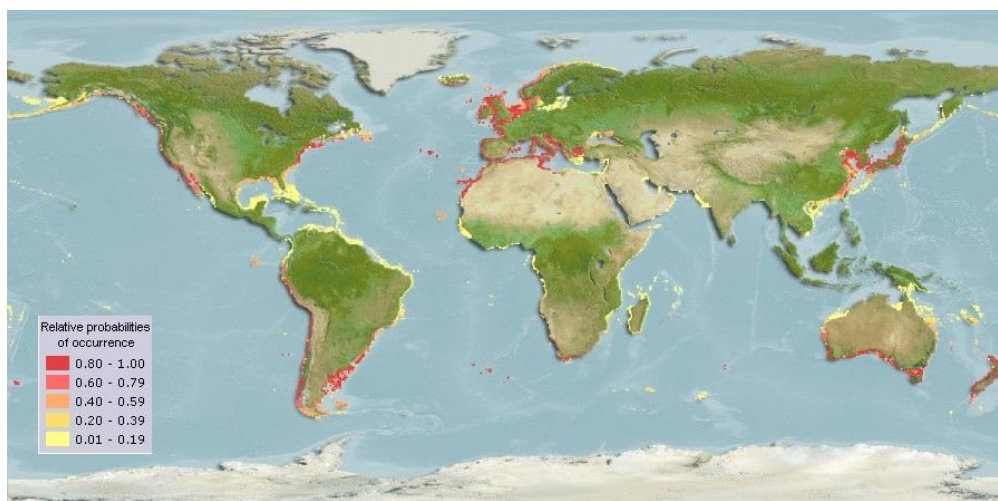 Relative probabilities
of occurrence
0.80 - 1.00
0.60 - 0.79
0.40 - 0.59
0.20 - 0.39
0.01 - 0.19